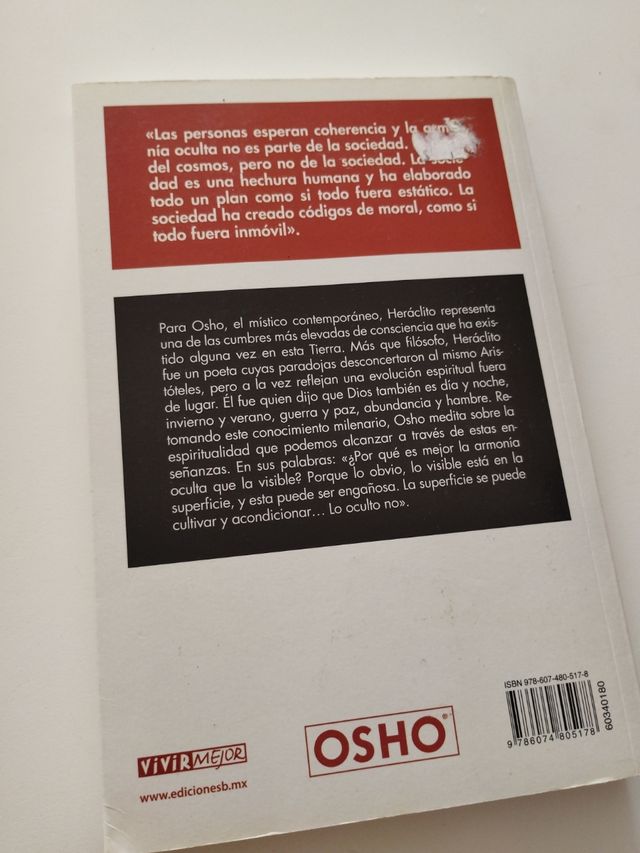 «Las personas esperan coherencia y la armo
nía oculta no es parte de la sociedad.
del cosmos, pero no de la sociedad. La socie
dad es una hechura humana y ha elaborado
todo un plan como si todo fuera estático. La
sociedad ha creado códigos de moral, como si
todo fuera inmóvil».
Para Osho, el místico contemporáneo, Heráclito representa
una de las cumbres más elevadas de consciencia que ha exis-
tido alguna vez en esta Tierra. Más que filósofo, Heráclito
fue un poeta cuyas paradojas desconcertaron al mismo Aris-
tóteles, pero a la vez reflejan una evolución espiritual fuera
de lugar. Él fue quien dijo que Dios también es día y noche,
invierno y verano, guerra y paz, abundancia y hambre. Re-
tomando este conocimiento milenario, Osho medita sobre la
espiritualidad que podemos alcanzar a través de estas en-
señanzas. En sus palabras: «¿Por qué es mejor la armonía
oculta que la visible? Porque lo obvio, lo visible está en la
superficie, y esta puede ser engañosa. La superficie se puede
cultivar y acondicionar... Lo oculto no».
ISBN 978-607-480-517-8
9 786074 805178
60340180
OSHO®
ViViR MEJOR
www.edicionesb.mx